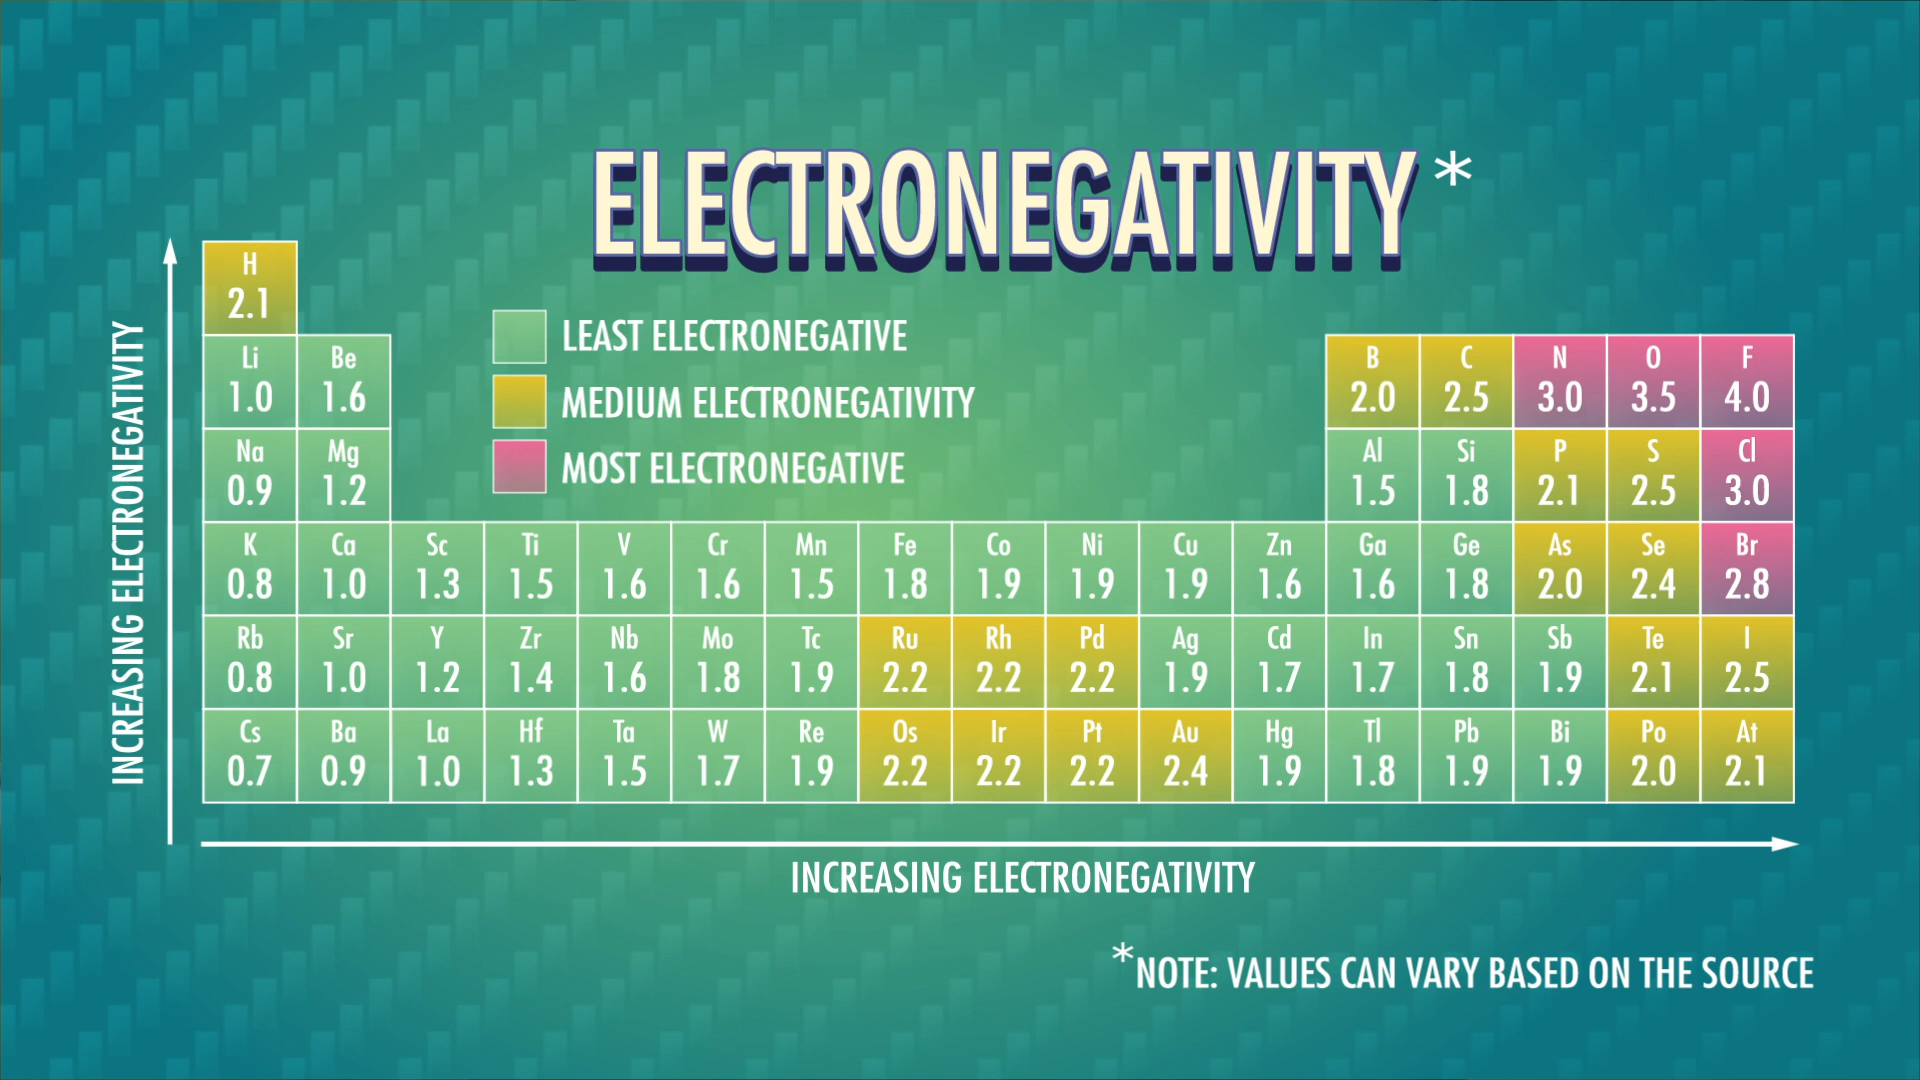 ELECTRONEGATIVITY*
LEAST ELECTRONEGATIVE
MEDIUM ELECTRONEGATIVITY
MOST ELECTRONEGATIVE
INCREASING ELECTRONEGATIVITY
H
2.1
Li Be B C N O F
1.0 1.6 2.0 2.5 3.0 3.5 4.0
Na Mg Al Si P S Cl
0.9 1.2 1.5 1.8 2.1 2.5 3.0
K Ca Sc Ti V Cr Mn Fe Co Ni Cu Zn Ga Ge As Se Br
0.8 1.0 1.3 1.5 1.6 1.6 1.5 1.8 1.9 1.9 1.9 1.6 1.6 1.8 2.0 2.4 2.8
Rb Sr Y Zr Nb Mo Tc Ru Rh Pd Ag Cd In Sn Sb Te I
0.8 1.0 1.2 1.4 1.6 1.8 1.9 2.2 2.2 2.2 1.9 1.7 1.7 1.8 1.9 2.1 2.5
Cs Ba La Hf Ta W Re Os Ir Pt Au Hg Tl Pb Bi Po At
0.7 0.9 1.0 1.3 1.5 1.7 1.9 2.2 2.2 2.2 2.4 1.9 1.8 1.9 1.9 2.0 2.1
INCREASING ELECTRONEGATIVITY
*NOTE: VALUES CAN VARY BASED ON THE SOURCE